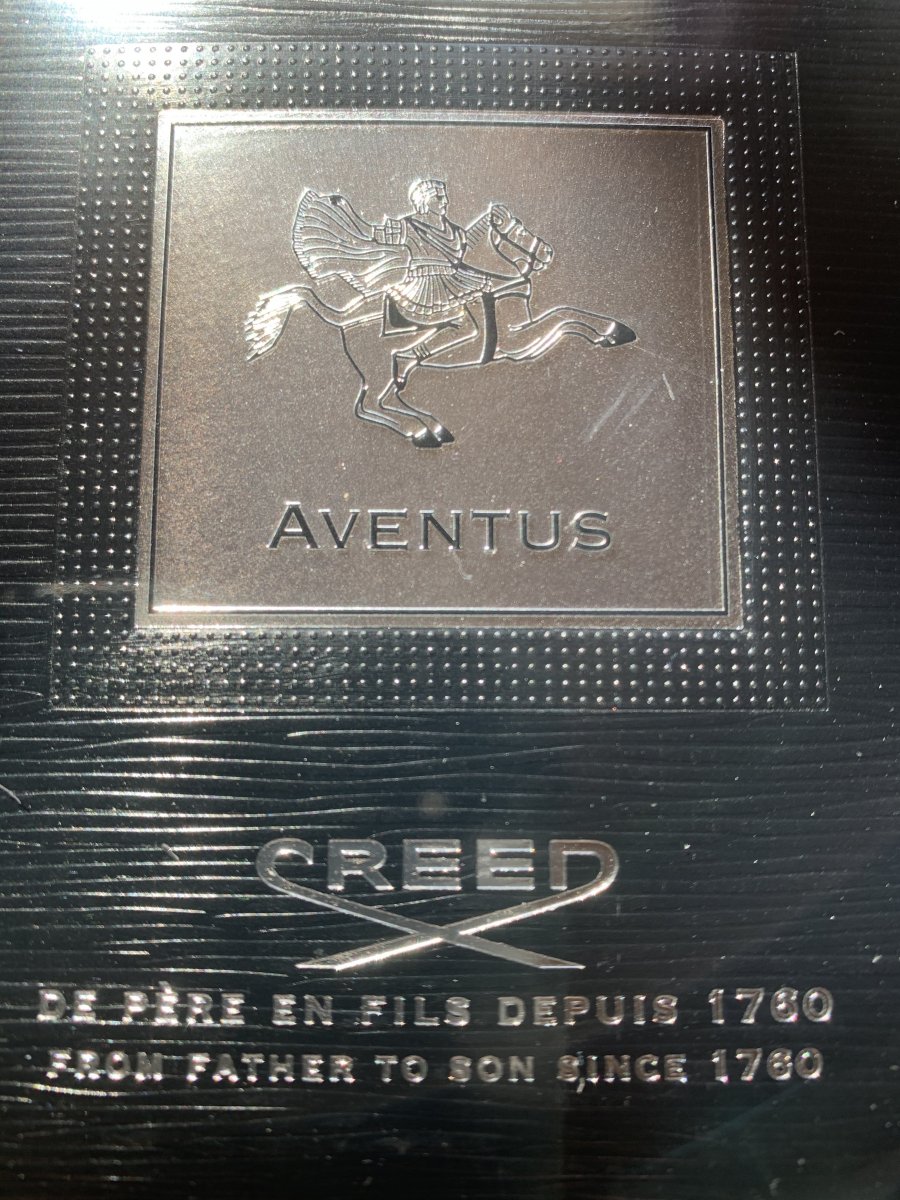 AVENTUS
CREED
DE PÈRE EN FILS DEPUIS 1760
FROM FATHER TO SON SINCE 1760